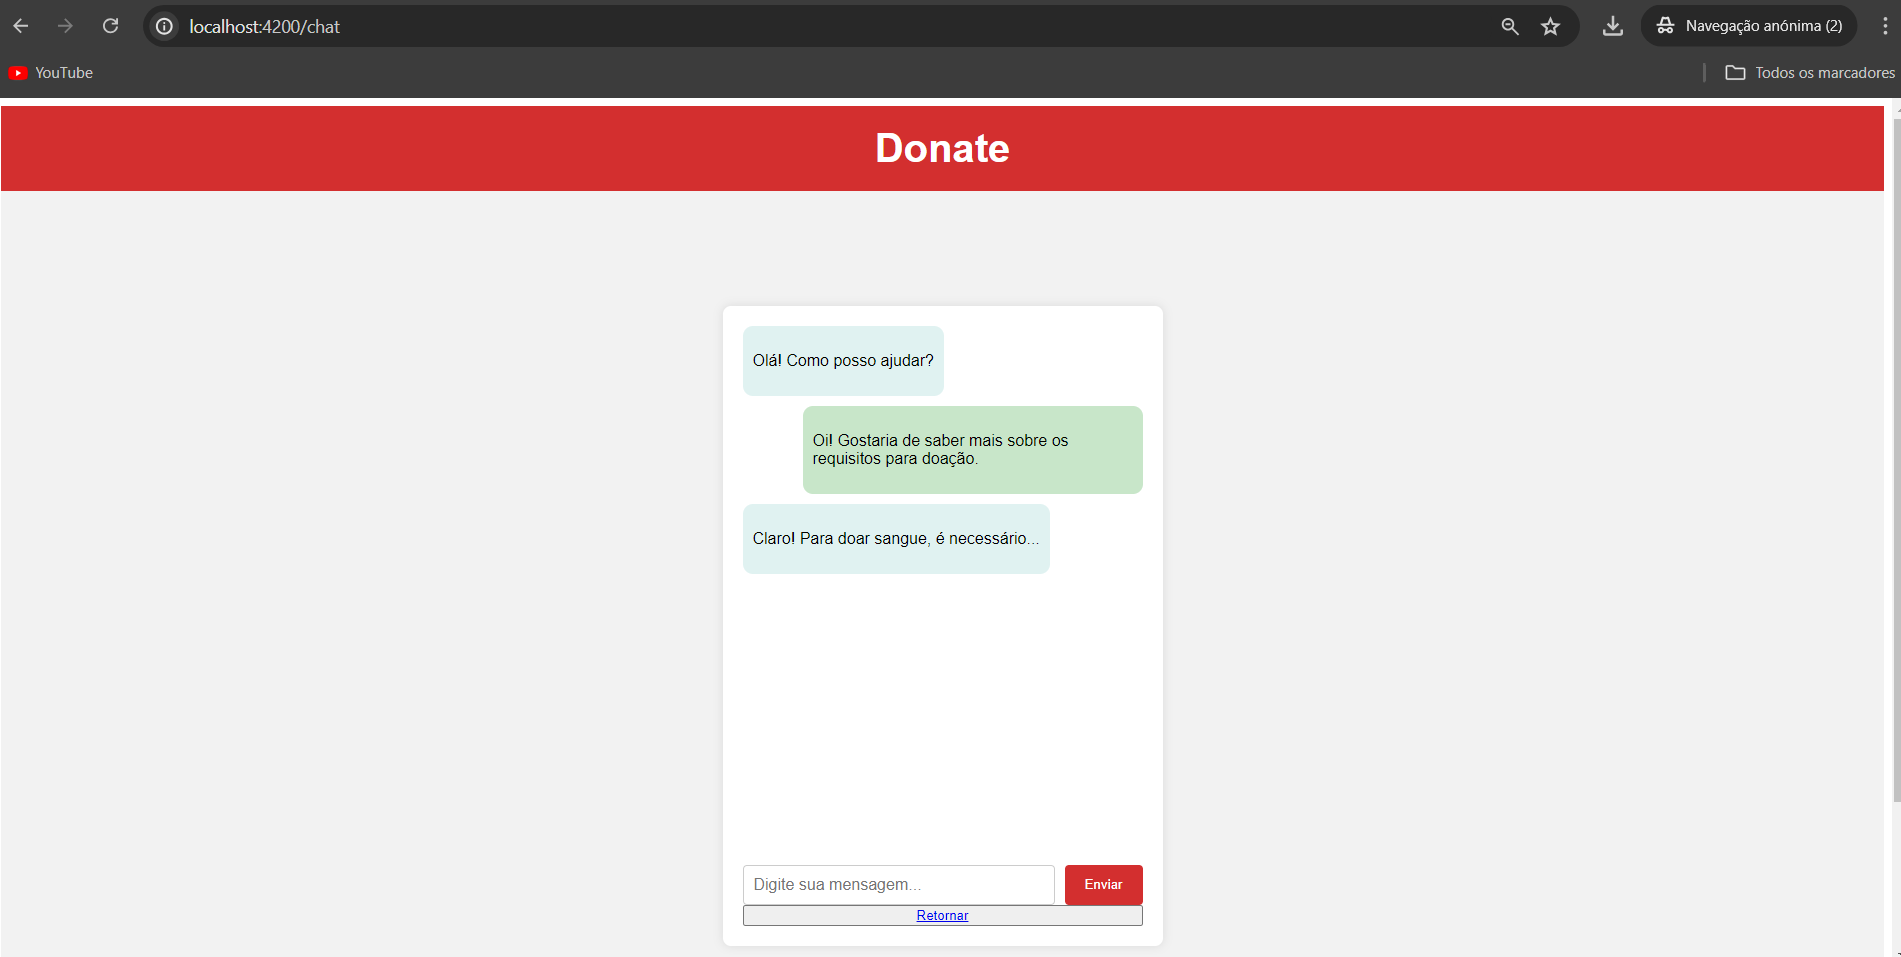 localhost:4200/chat
Navegação anónima (2)
YouTube
Todos os marcadores
Donate
Olá! Como posso ajudar?
Oi! Gostaria de saber mais sobre os
requisitos para doação.
Claro! Para doar sangue, é necessário...
Digite sua mensagem...
Enviar
Retornar